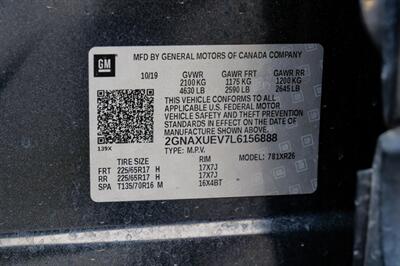 GM
MFD BY GENERAL MOTORS OF CANADA COMPANY
10/19 GVWR GAWR FRT GAWR RR
2100 KG 1175 KG 1200 KG
4630 LB 2590 LB 2645 LB
THIS VEHICLE CONFORMS TO ALL
APPLICABLE U.S. FEDERAL MOTOR
VEHICLE SAFETY, BUMPER, AND THEFT
PREVENTION STANDARDS IN EFFECT ON
THE DATE OF MANUFACTURE SHOWN ABOVE.
2GNAXUEV7L6156888
139X
TYPE: M.P.V. MODEL: 781XR26
TIRE SIZE RIM
FRT 225/65R17 H 17X7J
RR 225/65R17 H 17X7J
SPA T135/70R16 M 16X4BT